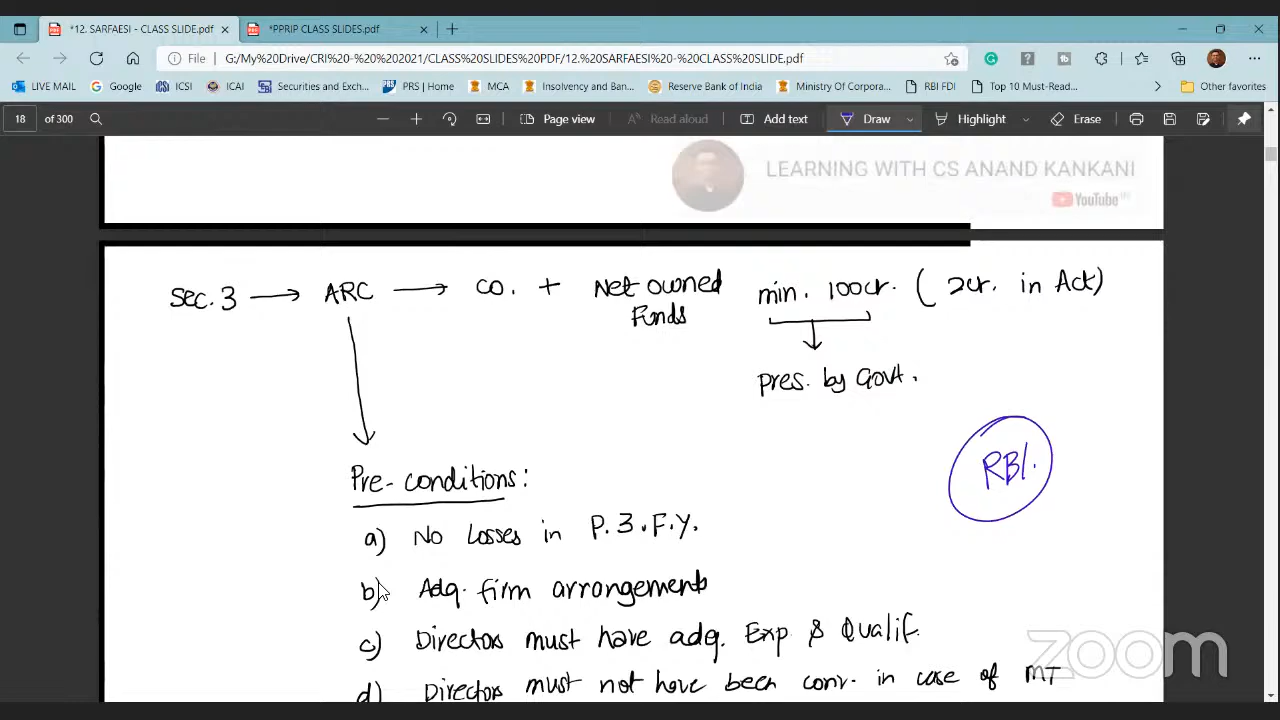 *12. SARFAESI - CLASS SLIDE.pdf
*PPRIP CLASS SLIDES.pdf
File
G:/My%20Drive/CRI%20-%20%202021/CLASS%20SLIDES%20PDF/12.%20SARFAESI%20-%20CLASS%20SLIDE.pdf
LIVE MAIL Google ICSI ICAI Securities and Exch... PRS | Home MCA Insolvency and Ban... Reserve Bank of India Ministry Of Corpora... RBI FDI Top 10 Must-Read... Other favorites
18 of 300 Page view Read aloud Add text Draw Highlight Erase
LEARNING WITH CS ANAND KANKANI
YouTube IN
Sec. 3 → ARC → CO. + Net owned Funds min. 100cr. ( 2cr. in Act)
pres. by Govt.
RBI.
Pre-conditions:
a) No Losses in P.3.F.Y.
b) Adq. firm arrangements
c) Directors must have adq. Exp & Qualif.
d) Directors must not have been conv. in case of MT
zoom